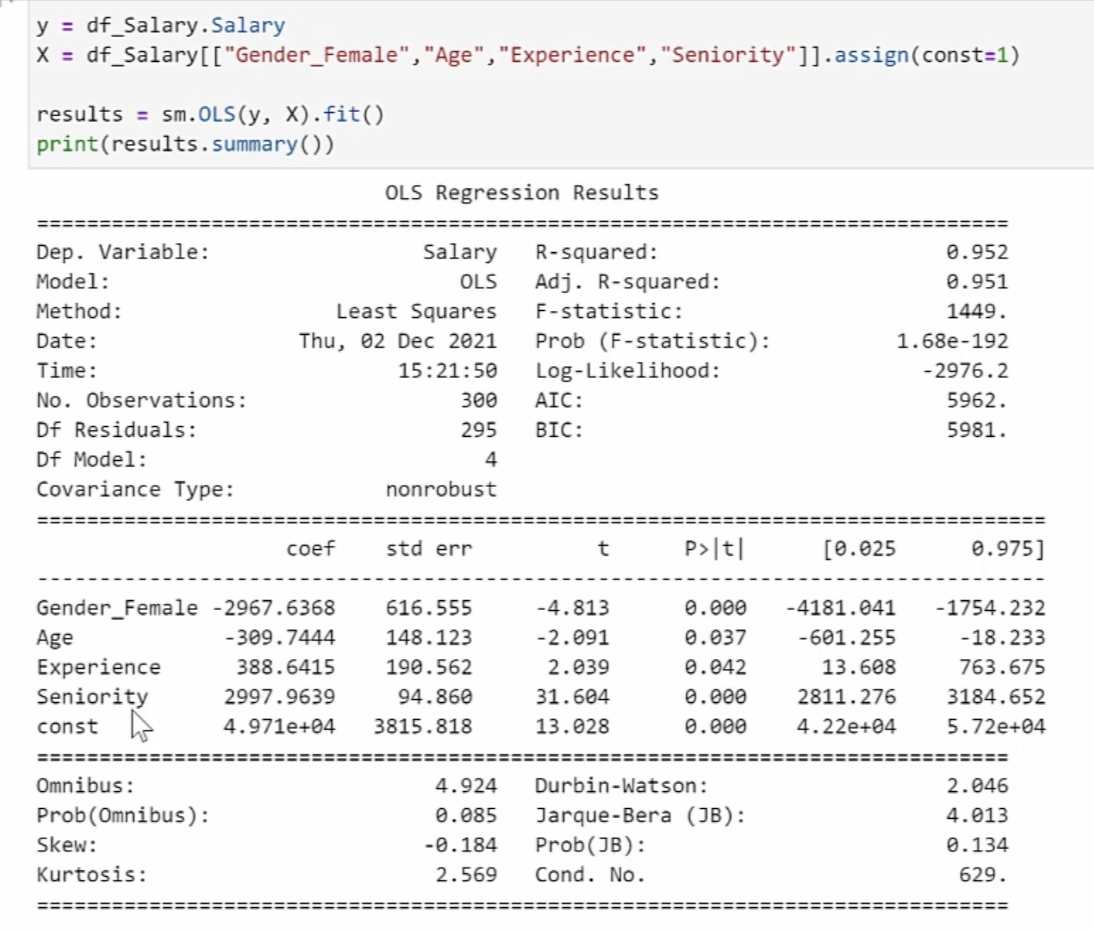 y = df_Salary.Salary
X = df_Salary[["Gender_Female","Age","Experience","Seniority"]].assign(const=1)
results = sm.OLS(y, X).fit()
print(results.summary())
OLS Regression Results
==============================================================================
Dep. Variable: Salary R-squared: 0.952
Model: OLS Adj. R-squared: 0.951
Method: Least Squares F-statistic: 1449.
Date: Thu, 02 Dec 2021 Prob (F-statistic): 1.68e-192
Time: 15:21:50 Log-Likelihood: -2976.2
No. Observations: 300 AIC: 5962.
Df Residuals: 295 BIC: 5981.
Df Model: 4
Covariance Type: nonrobust
=================================================================================
coef std err t P>|t| [0.025 0.975]
---------------------------------------------------------------------------------
Gender_Female -2967.6368 616.555 -4.813 0.000 -4181.041 -1754.232
Age -309.7444 148.123 -2.091 0.037 -601.255 -18.233
Experience 388.6415 190.562 2.039 0.042 13.608 763.675
Seniority 2997.9639 94.860 31.604 0.000 2811.276 3184.652
const 4.971e+04 3815.818 13.028 0.000 4.22e+04 5.72e+04
==============================================================================
Omnibus: 4.924 Durbin-Watson: 2.046
Prob(Omnibus): 0.085 Jarque-Bera (JB): 4.013
Skew: -0.184 Prob(JB): 0.134
Kurtosis: 2.569 Cond. No. 629.
==============================================================================